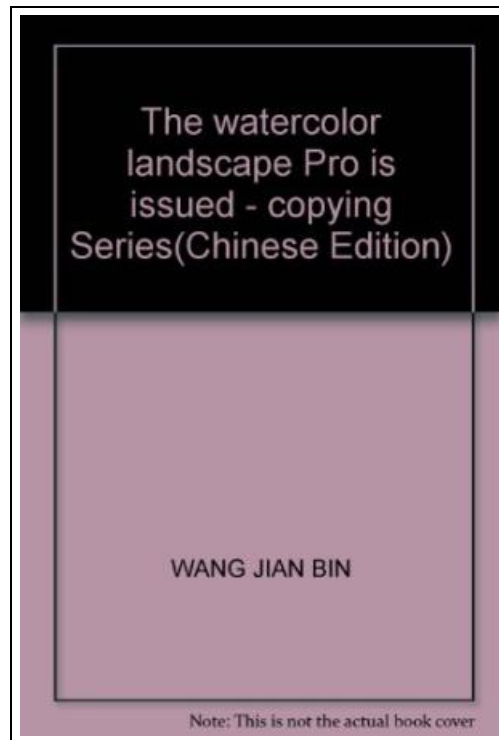 The watercolor
landscape Pro is
issued - copying
Series(Chinese Edition)
WANG JIAN BIN
Note: This is not the actual book cover